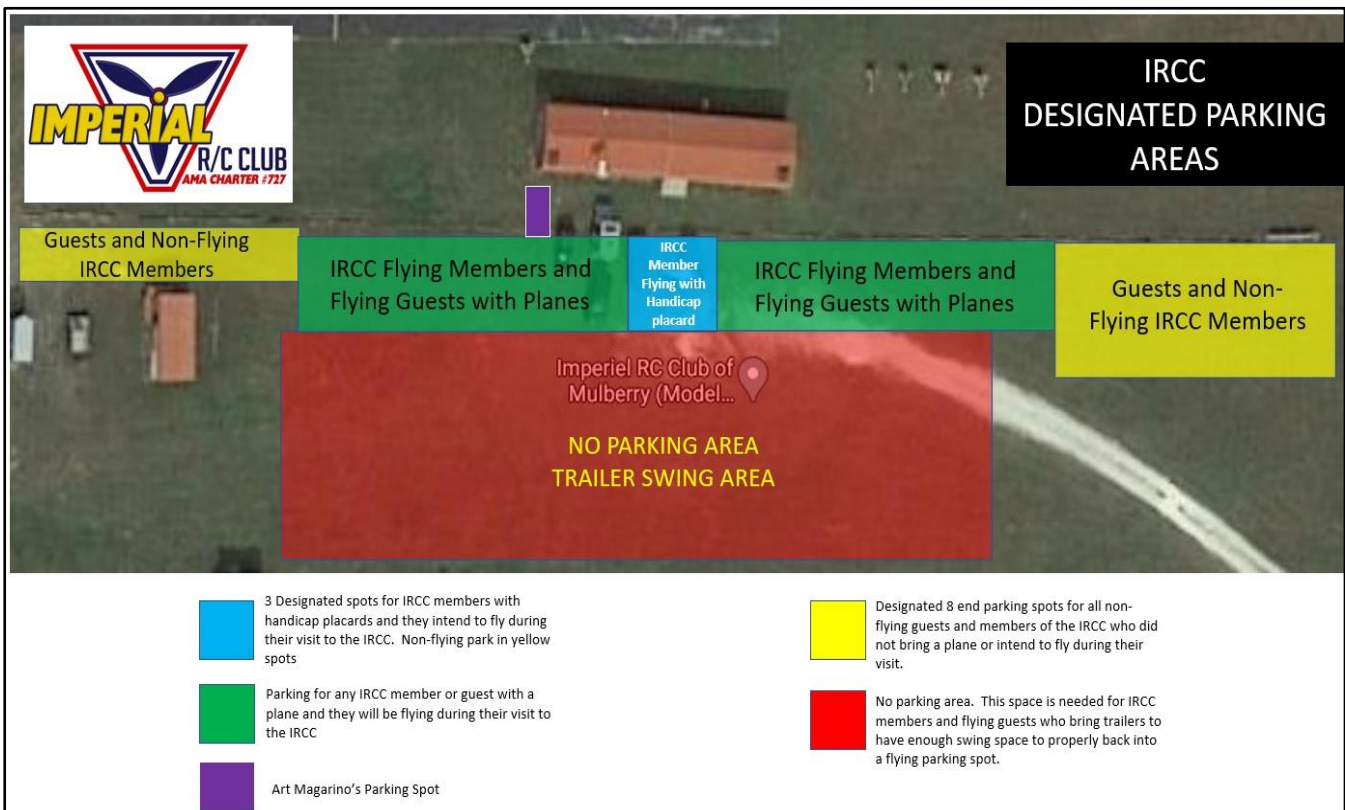 IMPERIAL
R/C CLUB
AMA CHARTER #727
IRCC
DESIGNATED PARKING
AREAS
Guests and Non-Flying
IRCC Members
IRCC Flying Members and
Flying Guests with Planes
IRCC
Member
Flying with
Handicap
placard
IRCC Flying Members and
Flying Guests with Planes
Guests and Non-
Flying IRCC Members
Imperiel RC Club of
Mulberry (Model...
NO PARKING AREA
TRAILER SWING AREA
3 Designated spots for IRCC members with
handicap placards and they intend to fly during
their visit to the IRCC.  Non-flying park in yellow
spots
Parking for any IRCC member or guest with a
plane and they will be flying during their visit to
the IRCC
Art Magarino's Parking Spot
Designated 8 end parking spots for all non-
flying guests and members of the IRCC who did
not bring a plane or intend to fly during their
visit.
No parking area.  This space is needed for IRCC
members and flying guests who bring trailers to
have enough swing space to properly back into
a flying parking spot.